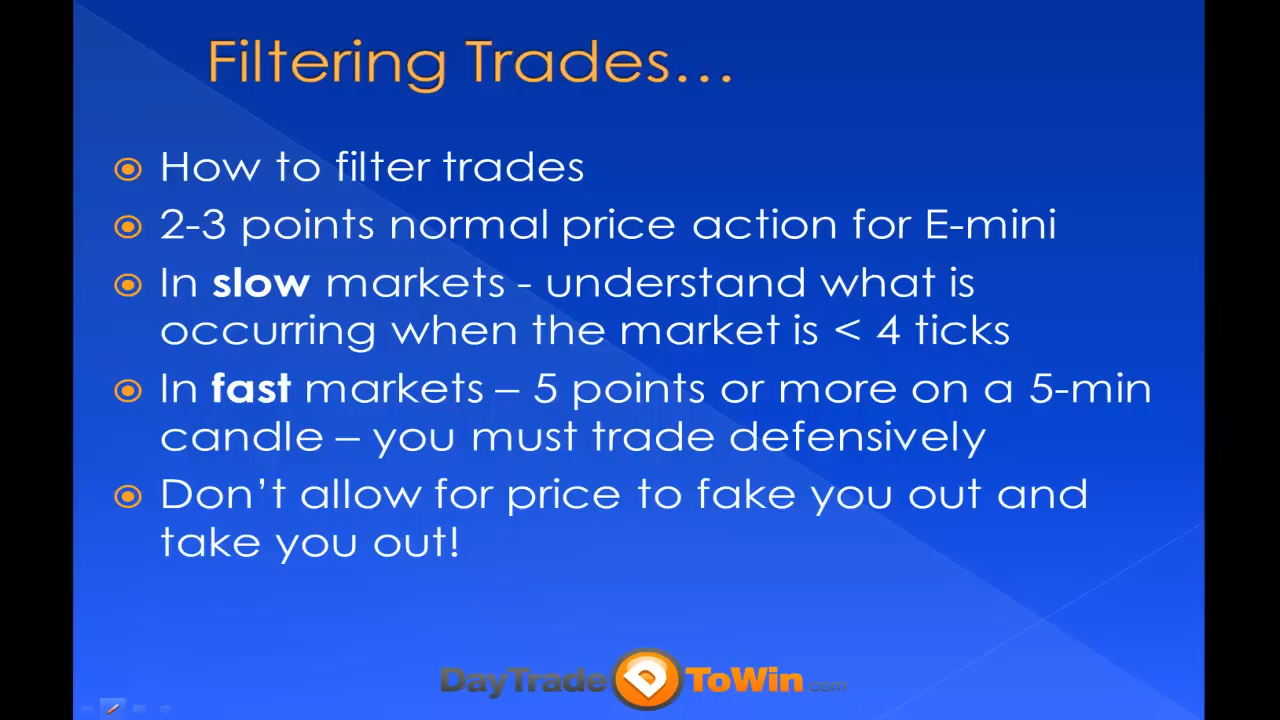 Filtering Trades…
How to filter trades
2-3 points normal price action for E-mini
In slow markets - understand what is
occurring when the market is < 4 ticks
In fast markets – 5 points or more on a 5-min
candle – you must trade defensively
Don’t allow for price to fake you out and
take you out!
DayTradeToWin.com